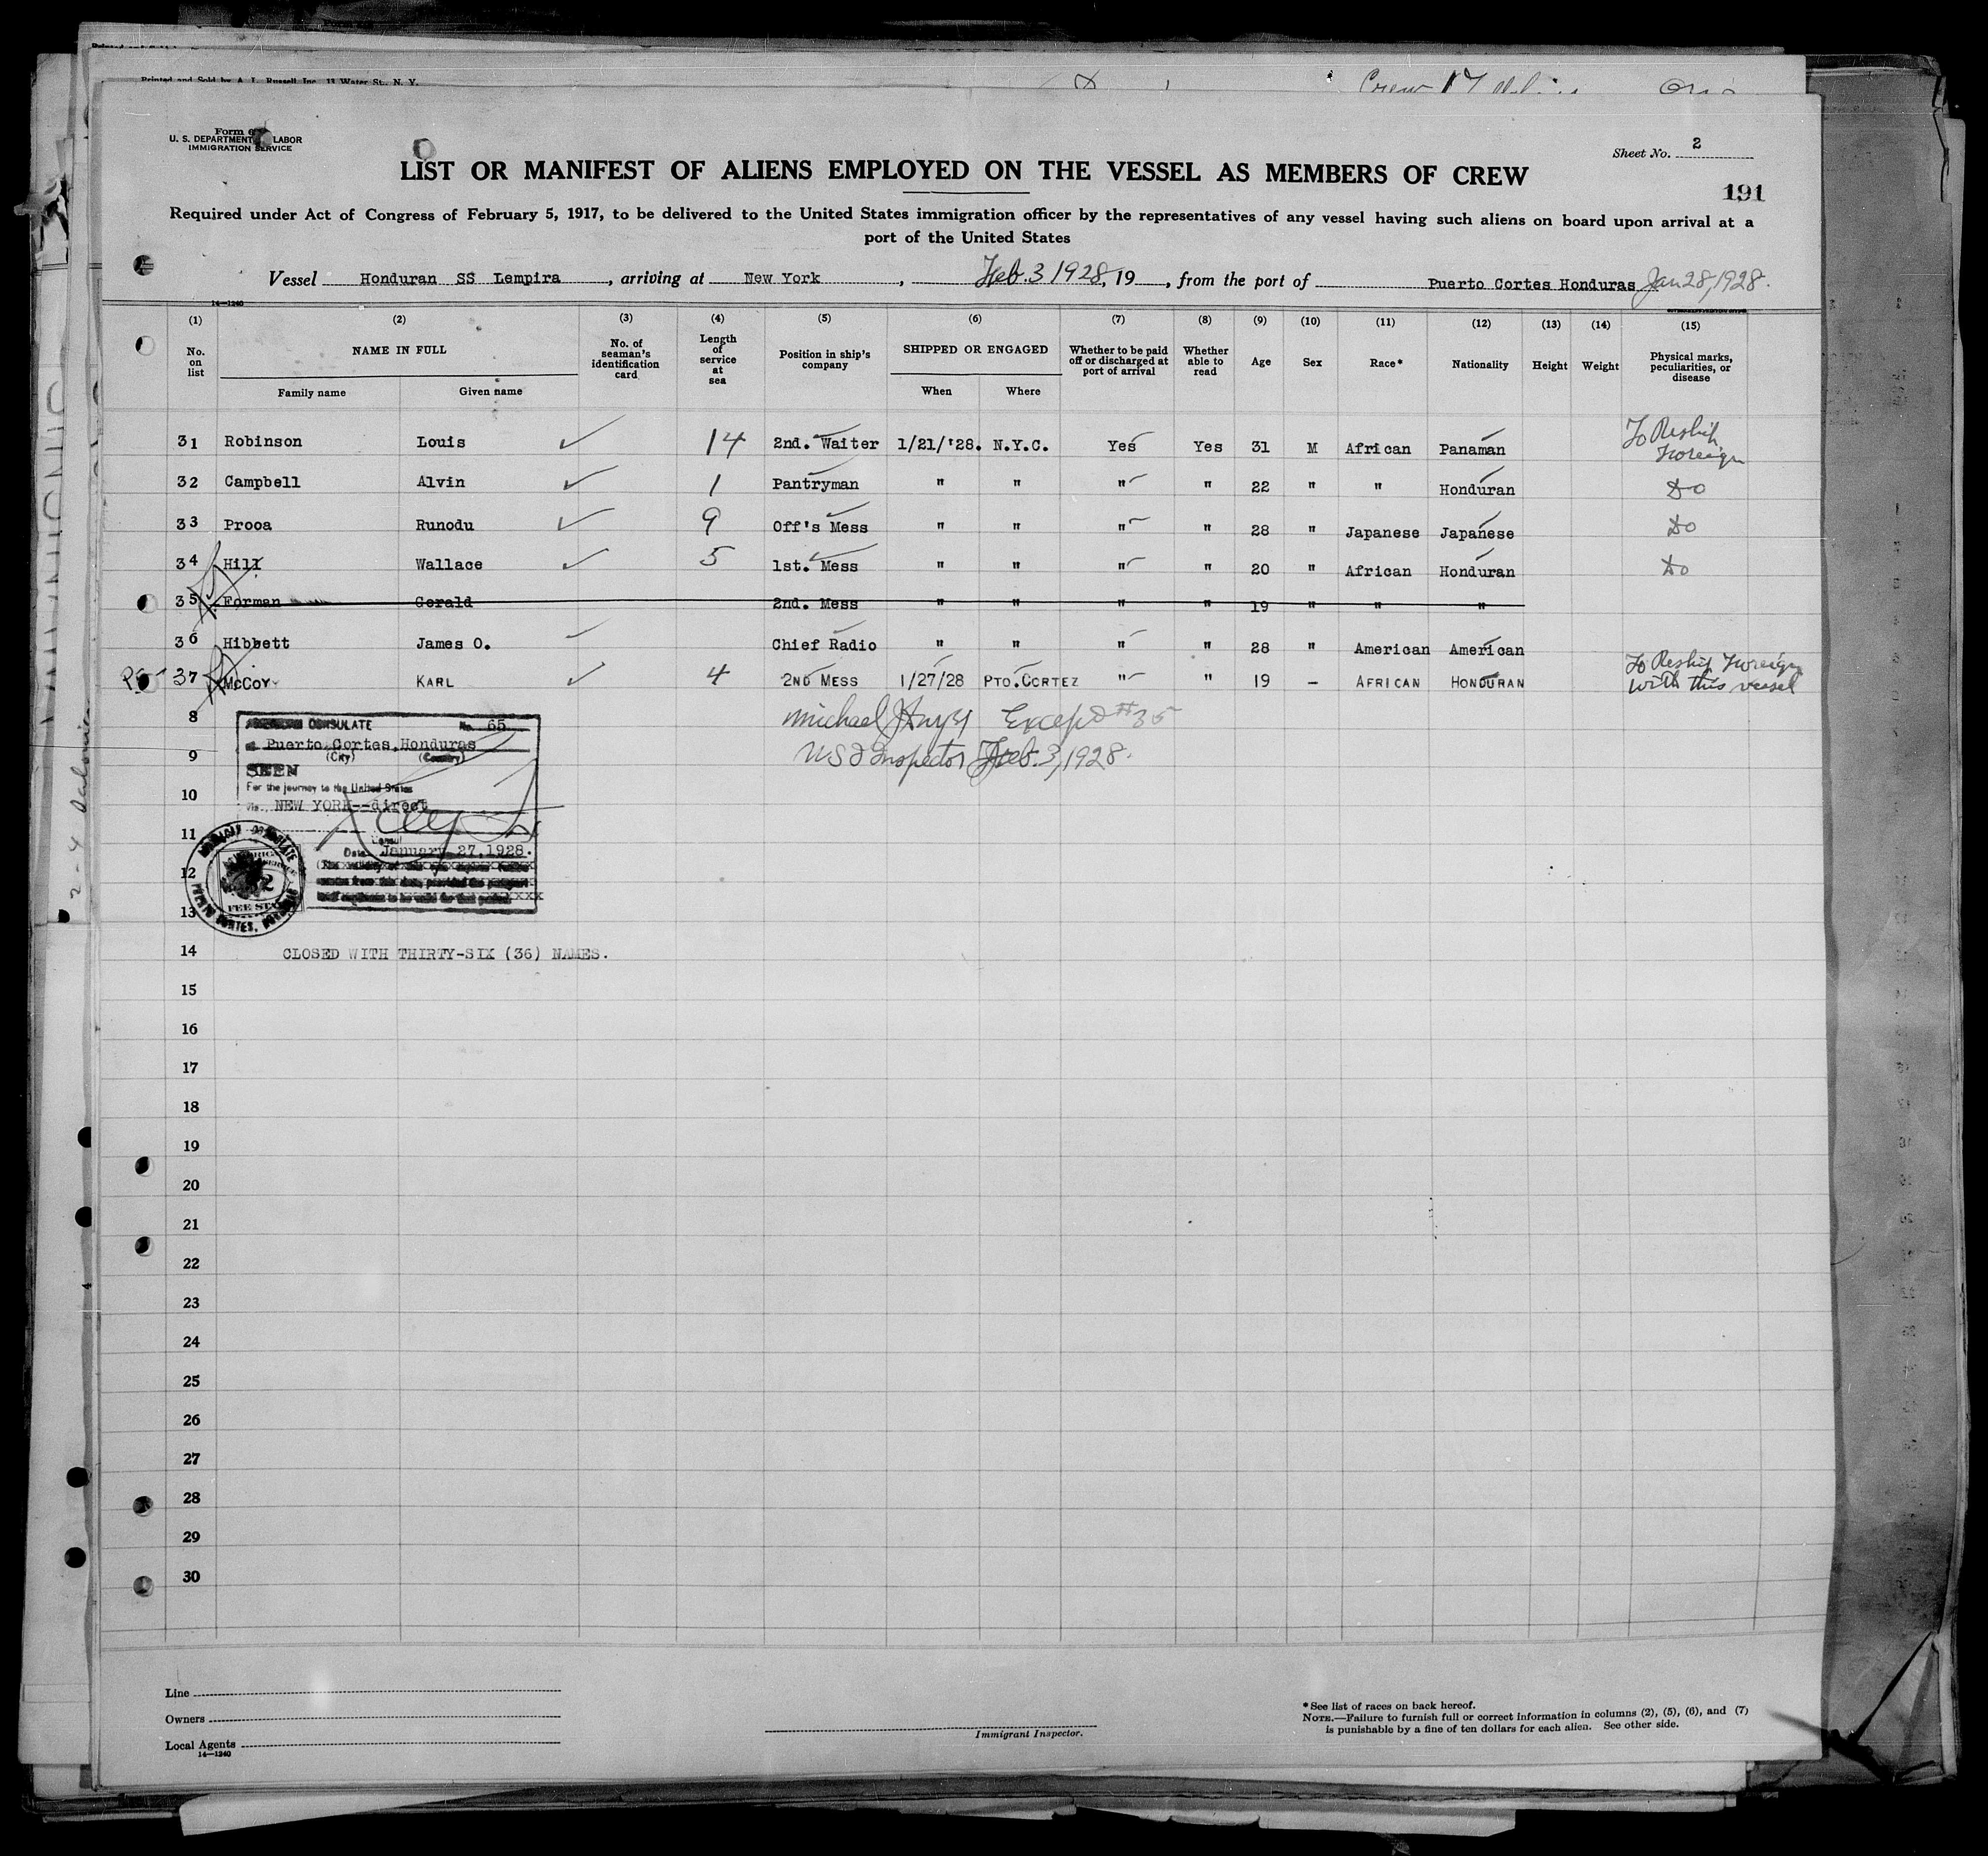 Printed and Sold by A. L. Russell Inc. 11 Water St., N. Y.
Crew 17
Form 6
U. S. DEPARTMENT LABOR
IMMIGRATION SERVICE
Sheet No. 2
LIST OR MANIFEST OF ALIENS EMPLOYED ON THE VESSEL AS MEMBERS OF CREW
191
Required under Act of Congress of February 5, 1917, to be delivered to the United States immigration officer by the representatives of any vessel having such aliens on board upon arrival at a
port of the United States
Vessel Honduran SS Lempira, arriving at New York, Feb. 3 1928, 19, from the port of Puerto Cortes Honduras Jan 28, 1928.
14—1240
(1) (2) (3) (4) (5) (6) (7) (8) (9) (10) (11) (12) (13) (14) (15)
No. on list NAME IN FULL No. of seaman's identification card Length of service at sea Position in ship's company SHIPPED OR ENGAGED Whether to be paid off or discharged at port of arrival Whether able to read Age Sex Race* Nationality Height Weight Physical marks, peculiarities, or disease
Family name Given name When Where
31 Robinson Louis ✓ 14 2nd. Waiter 1/21/'28. N.Y.C. Yes Yes 31 M African Panaman To Reship Foreign
32 Campbell Alvin ✓ 1 Pantryman " " " " 22 " " Honduran Do
33 Prooa Runodu ✓ 9 Off's Mess " " " " 28 " Japanese Japanese Do
34 Hill Wallace ✓ 5 1st. Mess " " " " 20 " African Honduran Do
35 Forman Gerald 2nd. Mess " " " " 19 " " "
36 Hibbett James O. Chief Radio " " " " 28 " American American
37 McCoy Karl ✓ 4 2nd Mess 1/27/28 Pto. Cortez " " 19 - African Honduran To Reship Foreign with this vessel
8 Michael Except #35
9 US I Inspector Feb. 3, 1928.
CONSULATE No. 65
Puerto Cortes, Honduras
(City) (Country)
SEEN
For the journey to the United States
Via NEW YORK--direct
Consul
Date January 27, 1928.
FEE STAMP
PUERTO CORTES,
10
11
12
13
14 CLOSED WITH THIRTY-SIX (36) NAMES.
15
16
17
18
19
20
21
22
23
24
25
26
27
28
29
30
Line
Owners
Local Agents
14—1240
Immigrant Inspector.
*See list of races on back hereof.
NOTE.—Failure to furnish full or correct information in columns (2), (5), (6), and (7)
is punishable by a fine of ten dollars for each alien. See other side.